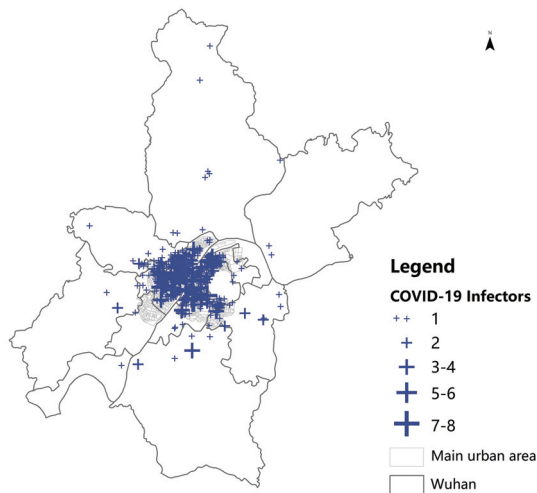 N
Legend
COVID-19 Infectors
1
2
3-4
5-6
7-8
Main urban area
Wuhan